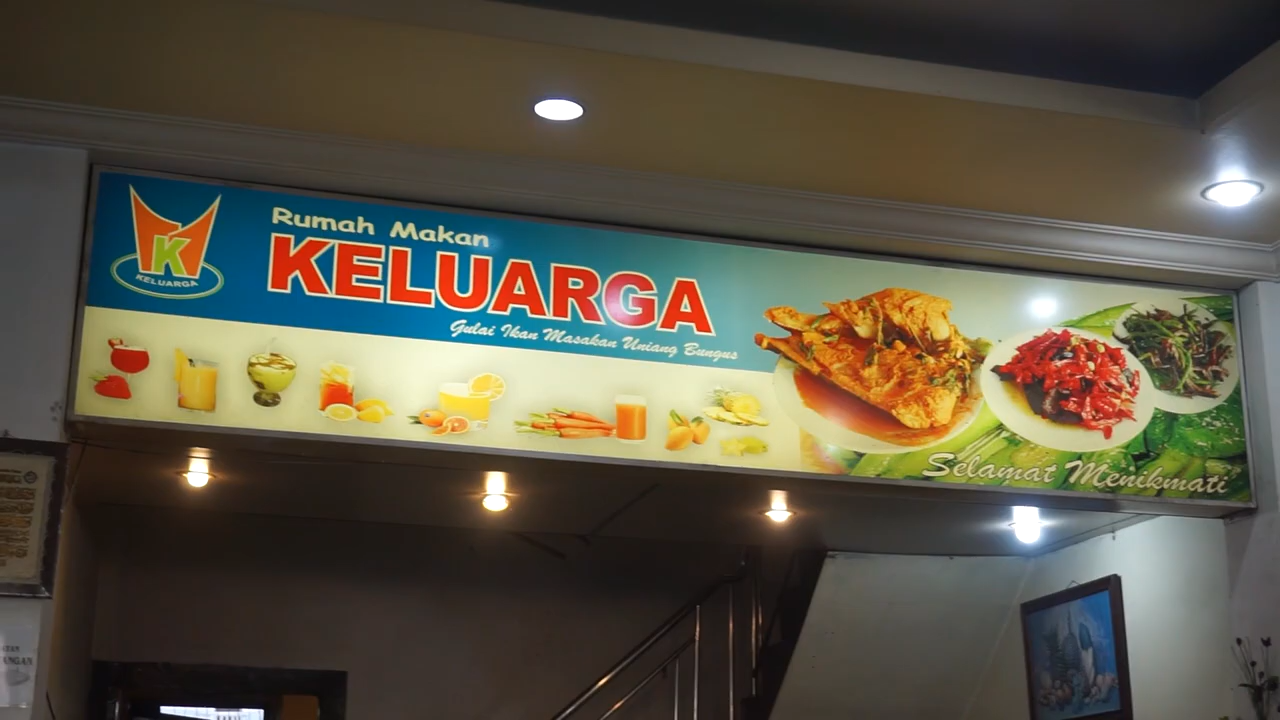 Rumah Makan
KELUARGA
Gulai Ikan Masakan Uniang Bungus
K
KELUARGA
Selamat Menikmati